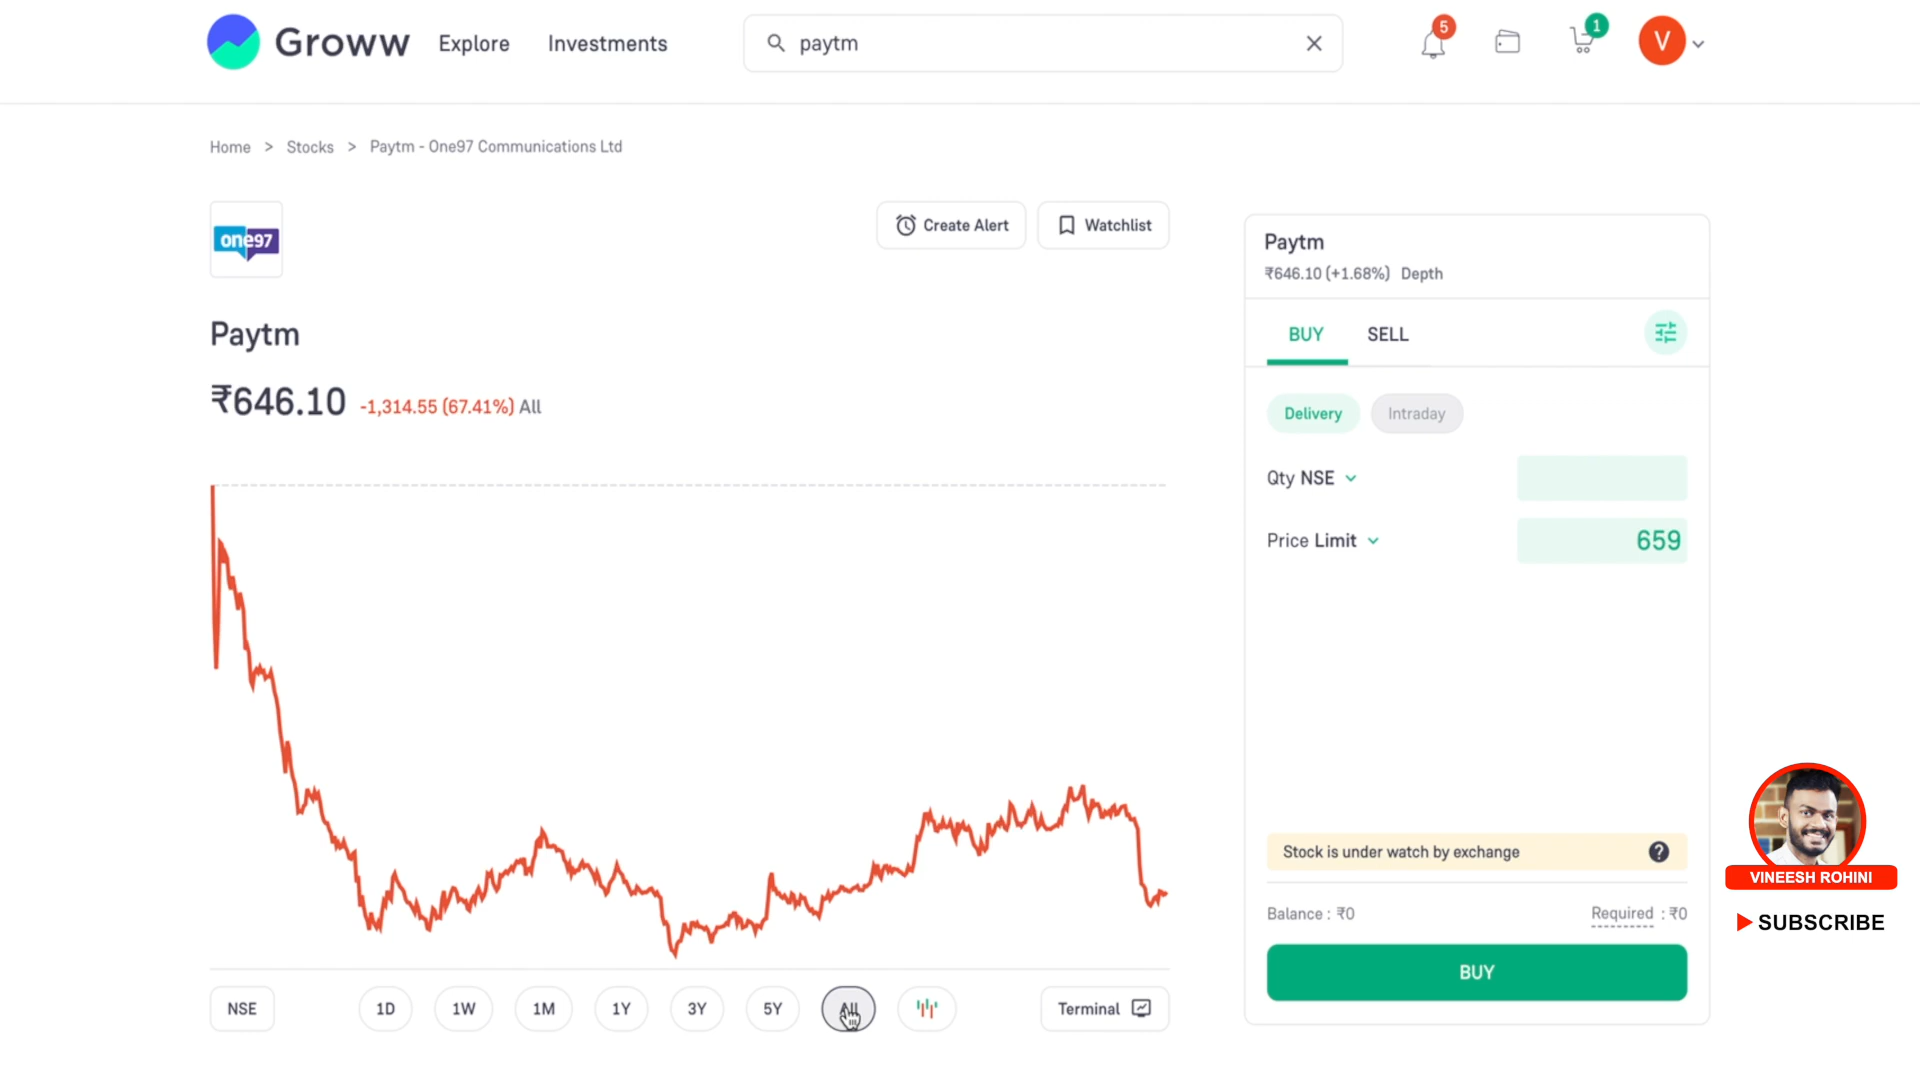 Groww
Explore
Investments
paytm
5
1
V
Home > Stocks > Paytm - One97 Communications Ltd
one97
Create Alert
Watchlist
Paytm
₹646.10 (+1.68%) Depth
Paytm
₹646.10 -1,314.55 (67.41%) All
BUY
SELL
Delivery
Intraday
Qty NSE
Price Limit
659
Stock is under watch by exchange
?
Balance : ₹0
Required : ₹0
BUY
NSE
1D
1W
1M
1Y
3Y
5Y
All
Terminal
VINEESH ROHINI
SUBSCRIBE